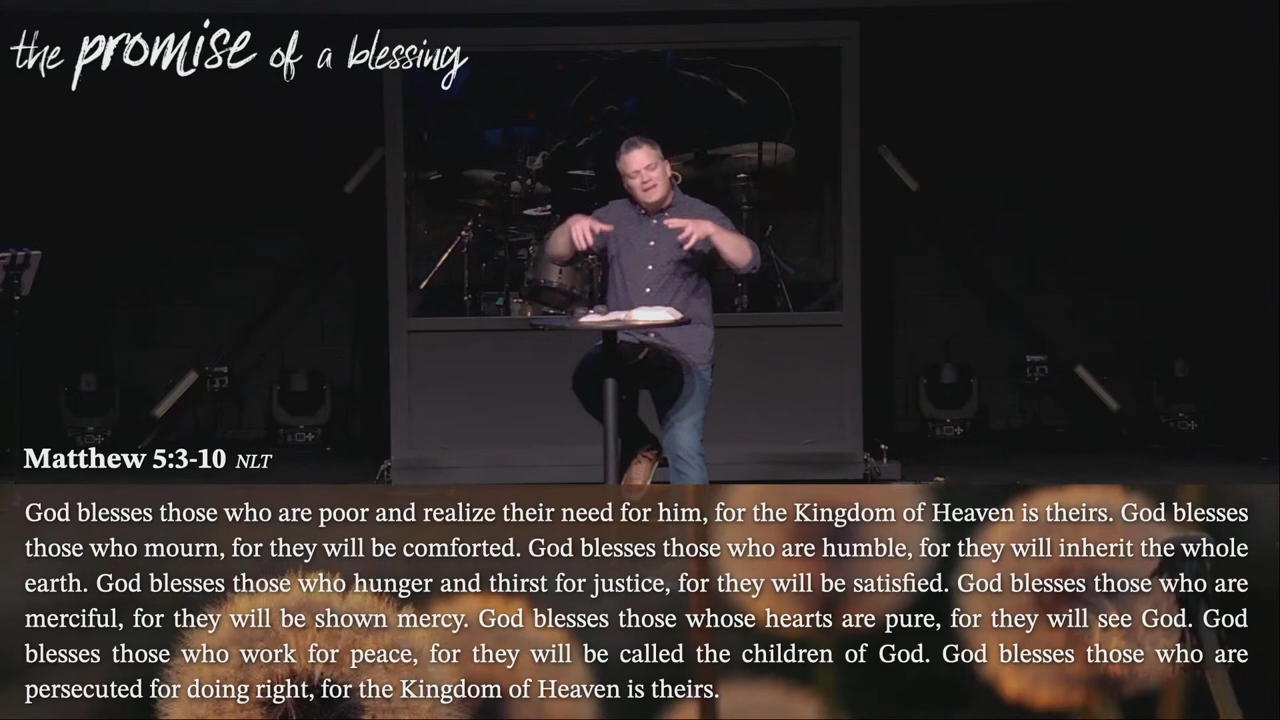 the promise of a blessing
Matthew 5:3-10 NLT
God blesses those who are poor and realize their need for him, for the Kingdom of Heaven is theirs. God blesses
those who mourn, for they will be comforted. God blesses those who are humble, for they will inherit the whole
earth. God blesses those who hunger and thirst for justice, for they will be satisfied. God blesses those who are
merciful, for they will be shown mercy. God blesses those whose hearts are pure, for they will see God. God
blesses those who work for peace, for they will be called the children of God. God blesses those who are
persecuted for doing right, for the Kingdom of Heaven is theirs.